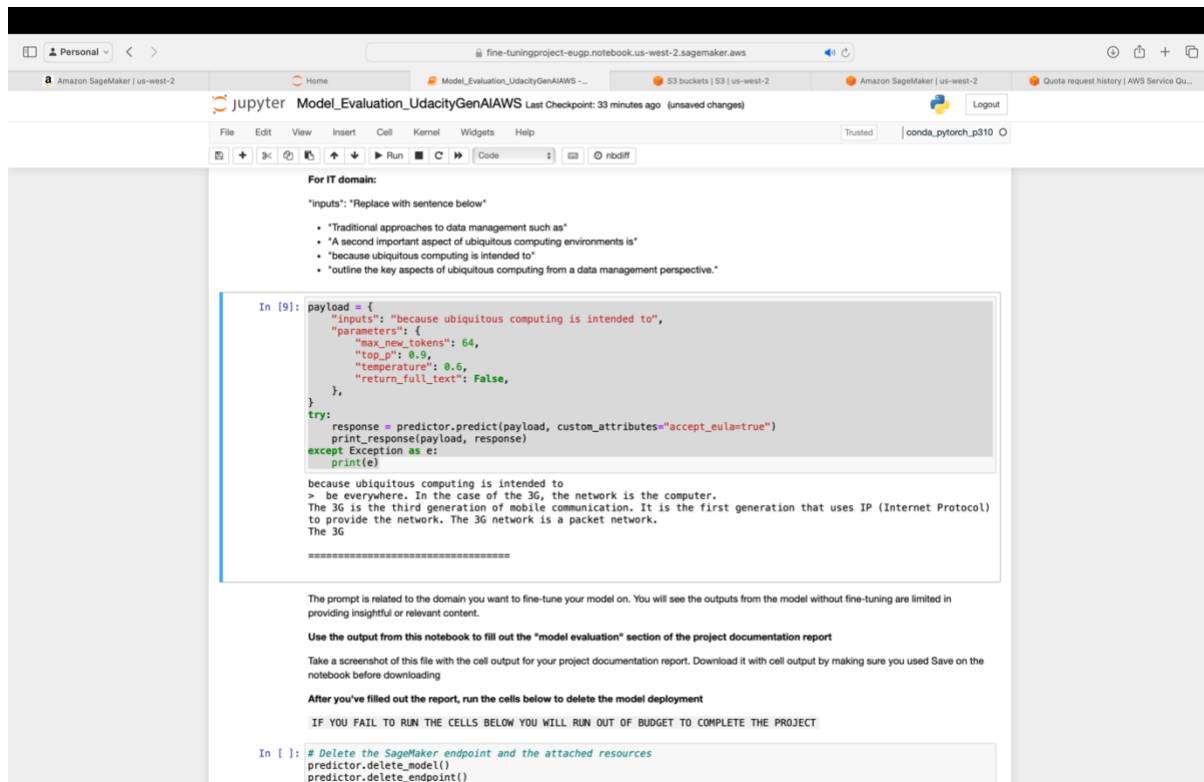 Personal
fine-tuningproject-eugp.notebook.us-west-2.sagemaker.aws
Amazon SageMaker | us-west-2
Home
Model_Evaluation_UdacityGenAIAWS -...
S3 buckets | S3 | us-west-2
Amazon SageMaker | us-west-2
Quota request history | AWS Service Qu...
jupyter Model_Evaluation_UdacityGenAIAWS Last Checkpoint: 33 minutes ago (unsaved changes)
Logout
File Edit View Insert Cell Kernel Widgets Help
Trusted
conda_pytorch_p310
Run
Code
nbdiff
For IT domain:
"inputs": "Replace with sentence below"
• "Traditional approaches to data management such as"
• "A second important aspect of ubiquitous computing environments is"
• "because ubiquitous computing is intended to"
• "outline the key aspects of ubiquitous computing from a data management perspective."
In [9]: payload = {
"inputs": "because ubiquitous computing is intended to",
"parameters": {
"max_new_tokens": 64,
"top_p": 0.9,
"temperature": 0.6,
"return_full_text": False,
},
}
try:
response = predictor.predict(payload, custom_attributes="accept_eula=true")
print_response(payload, response)
except Exception as e:
print(e)
because ubiquitous computing is intended to
> be everywhere. In the case of the 3G, the network is the computer.
The 3G is the third generation of mobile communication. It is the first generation that uses IP (Internet Protocol)
to provide the network. The 3G network is a packet network.
The 3G
==================================
The prompt is related to the domain you want to fine-tune your model on. You will see the outputs from the model without fine-tuning are limited in
providing insightful or relevant content.
Use the output from this notebook to fill out the "model evaluation" section of the project documentation report
Take a screenshot of this file with the cell output for your project documentation report. Download it with cell output by making sure you used Save on the
notebook before downloading
After you've filled out the report, run the cells below to delete the model deployment
IF YOU FAIL TO RUN THE CELLS BELOW YOU WILL RUN OUT OF BUDGET TO COMPLETE THE PROJECT
In [ ]: # Delete the SageMaker endpoint and the attached resources
predictor.delete_model()
predictor.delete_endpoint()